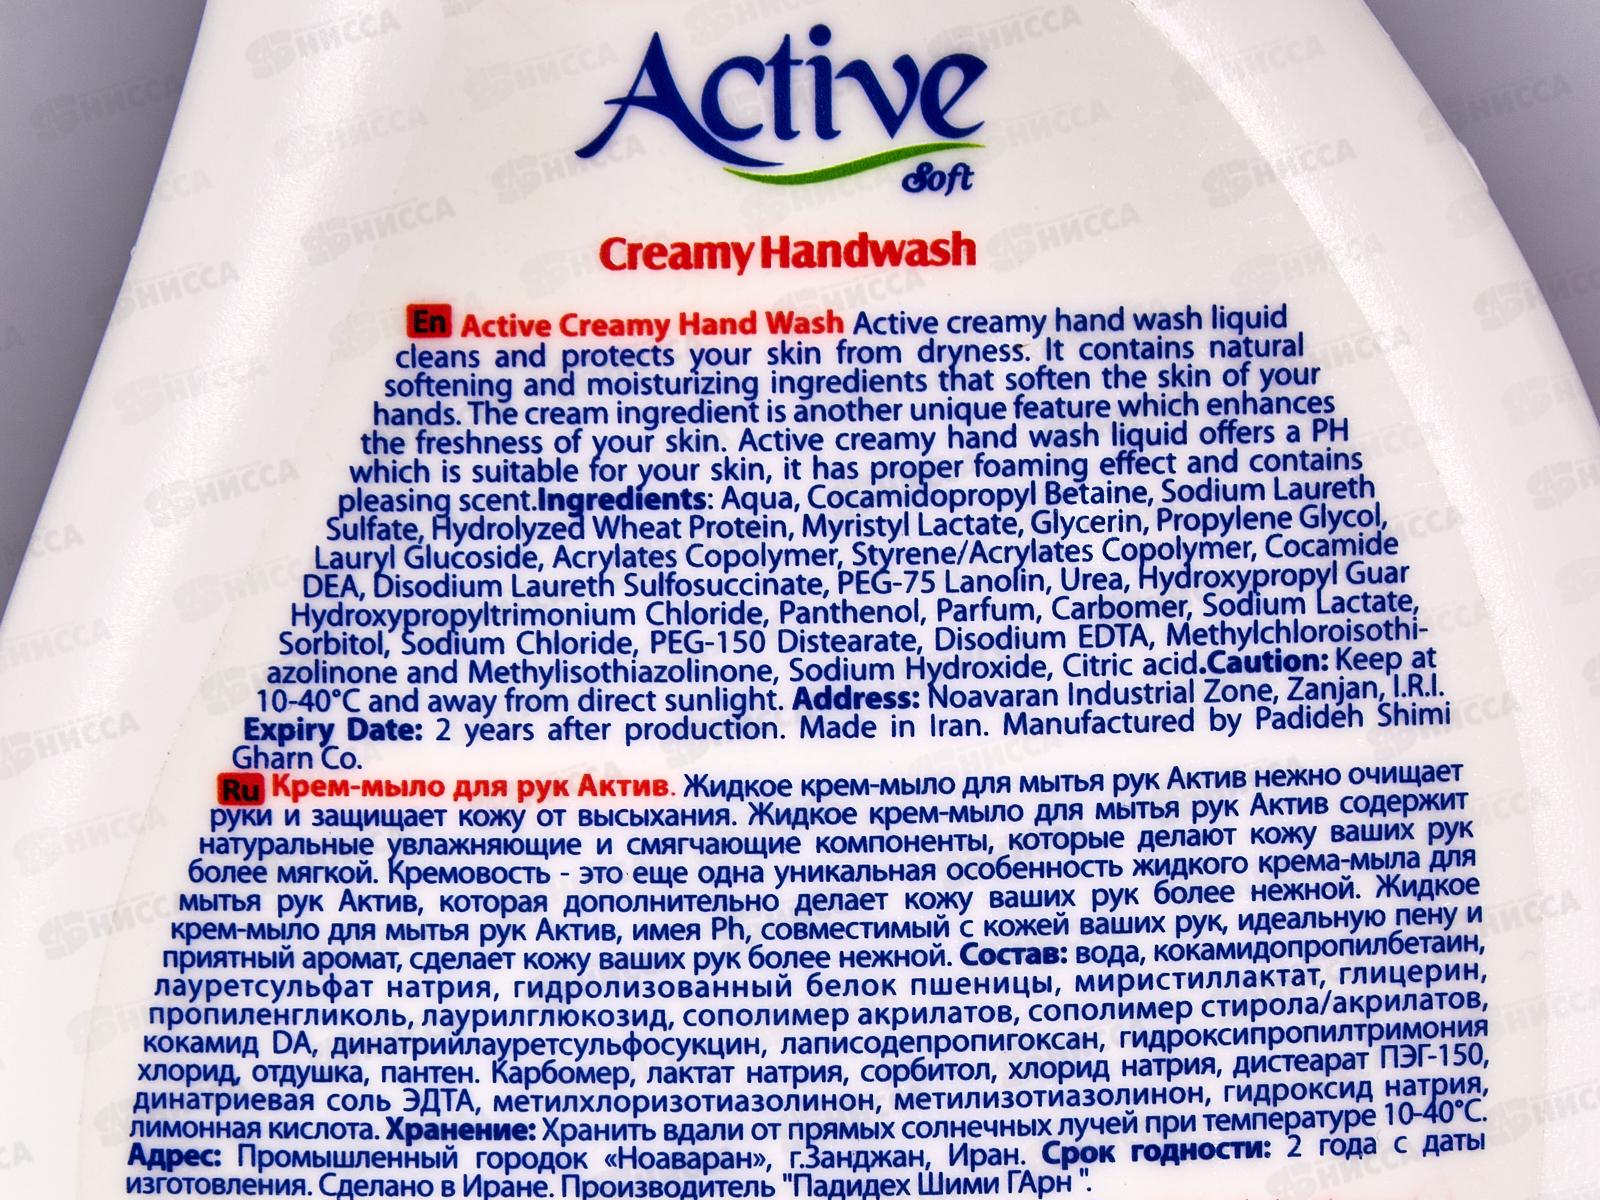 Active
Soft
Creamy Handwash
En Active Creamy Hand Wash Active creamy hand wash liquid
cleans and protects your skin from dryness. It contains natural
softening and moisturizing ingredients that soften the skin of your
hands. The cream ingredient is another unique feature which enhances
the freshness of your skin. Active creamy hand wash liquid offers a PH
which is suitable for your skin, it has proper foaming effect and contains
pleasing scent.Ingredients: Aqua, Cocamidopropyl Betaine, Sodium Laureth
Sulfate, Hydrolyzed Wheat Protein, Myristyl Lactate, Glycerin, Propylene Glycol,
Lauryl Glucoside, Acrylates Copolymer, Styrene/Acrylates Copolymer, Cocamide
DEA, Disodium Laureth Sulfosuccinate, PEG-75 Lanolin, Urea, Hydroxypropyl Guar
Hydroxypropyltrimonium Chloride, Panthenol, Parfum, Carbomer, Sodium Lactate,
Sorbitol, Sodium Chloride, PEG-150 Distearate, Disodium EDTA, Methylchloroisothi-
azolinone and Methylisothiazolinone, Sodium Hydroxide, Citric acid.Caution: Keep at
10-40°C and away from direct sunlight. Address: Noavaran Industrial Zone, Zanjan, I.R.I.
Expiry Date: 2 years after production. Made in Iran. Manufactured by Padideh Shimi
Gharn Co.
Ru Крем-мыло для рук Актив. Жидкое крем-мыло для мытья рук Актив нежно очищает
руки и защищает кожу от высыхания. Жидкое крем-мыло для мытья рук Актив содержит
натуральные увлажняющие и смягчающие компоненты, которые делают кожу ваших рук
более мягкой. Кремовость - это еще одна уникальная особенность жидкого крема-мыла для
мытья рук Актив, которая дополнительно делает кожу ваших рук более нежной. Жидкое
крем-мыло для мытья рук Актив, имея Ph, совместимый с кожей ваших рук, идеальную пену и
приятный аромат, сделает кожу ваших рук более нежной. Состав: вода, кокамидопропилбетаин,
лауретсульфат натрия, гидролизованный белок пшеницы, миристиллактат, глицерин,
пропиленгликоль, лаурилглюкозид, сополимер акрилатов, сополимер стирола/акрилатов,
кокамид DA, динатрийлауретсульфосукцин, лаписодепропигоксан, гидроксипропилтримония
хлорид, отдушка, пантен. Карбомер, лактат натрия, сорбитол, хлорид натрия, дистеарат ПЭГ-150,
динатриевая соль ЭДТА, метилхлоризотиазолинон, метилизотиазолинон, гидроксид натрия,
лимонная кислота. Хранение: Хранить вдали от прямых солнечных лучей при температуре 10-40°C.
Адрес: Промышленный городок «Ноаваран», г.Занджан, Иран. Срок годности: 2 года с даты
изготовления. Сделано в Иране. Производитель "Падидех Шими ГАрн ".